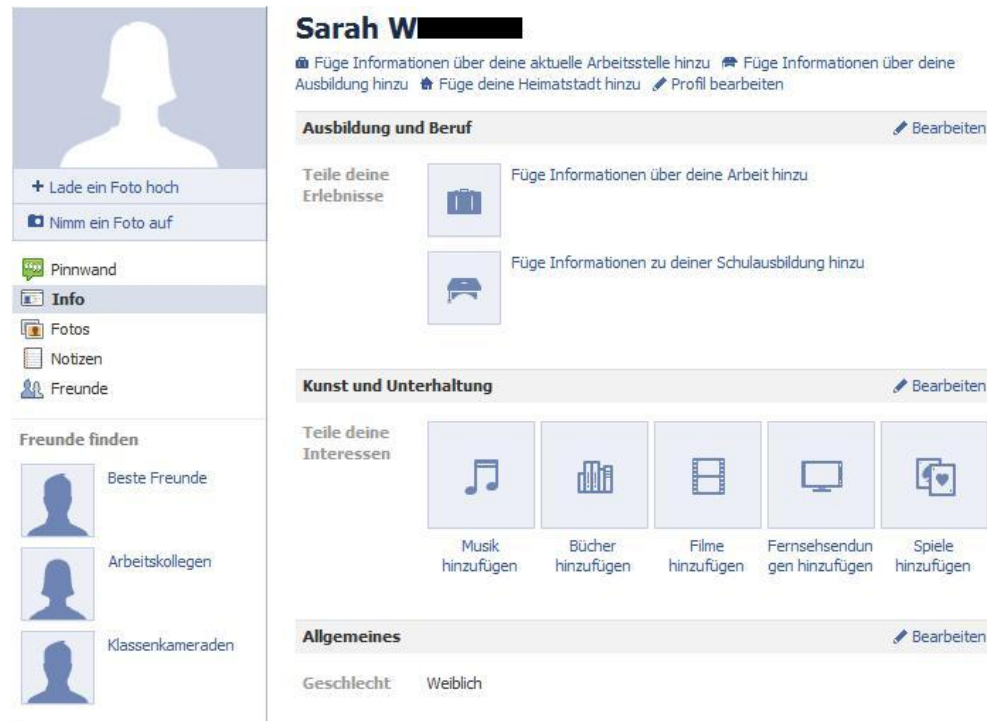 Sarah W
Füge Informationen über deine aktuelle Arbeitsstelle hinzu Füge Informationen über deine
Ausbildung hinzu Füge deine Heimatstadt hinzu Profil bearbeiten
+ Lade ein Foto hoch
Nimm ein Foto auf
Pinnwand
Info
Fotos
Notizen
Freunde
Freunde finden
Beste Freunde
Arbeitskollegen
Klassenkameraden
Ausbildung und Beruf Bearbeiten
Teile deine
Erlebnisse
Füge Informationen über deine Arbeit hinzu
Füge Informationen zu deiner Schulausbildung hinzu
Kunst und Unterhaltung Bearbeiten
Teile deine
Interessen
Musik
hinzufügen
Bücher
hinzufügen
Filme
hinzufügen
Fernsehsendun
gen hinzufügen
Spiele
hinzufügen
Allgemeines Bearbeiten
Geschlecht Weiblich